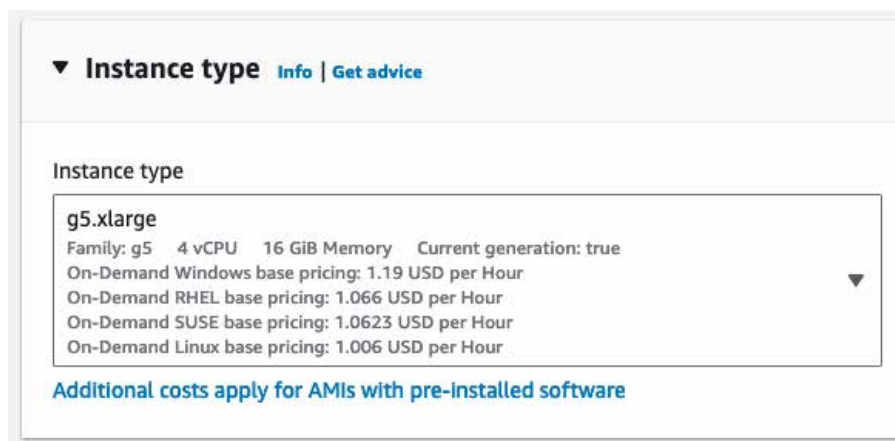 Instance type Info | Get advice
Instance type
g5.xlarge
Family: g5 4 vCPU 16 GiB Memory Current generation: true
On-Demand Windows base pricing: 1.19 USD per Hour
On-Demand RHEL base pricing: 1.066 USD per Hour
On-Demand SUSE base pricing: 1.0623 USD per Hour
On-Demand Linux base pricing: 1.006 USD per Hour
Additional costs apply for AMIs with pre-installed software